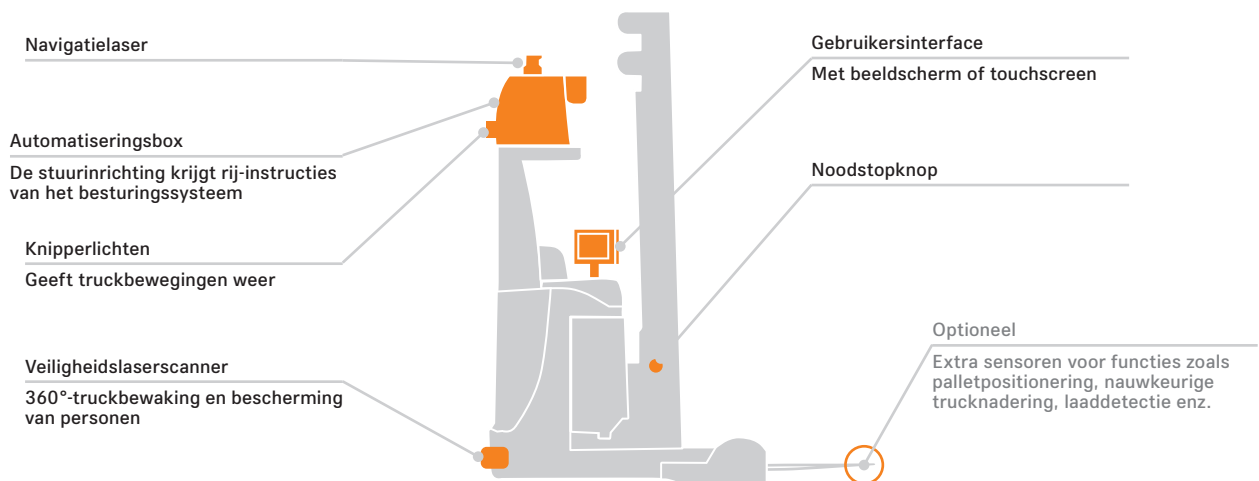 Navigatielaser
Automatiseringsbox
De stuurinrichting krijgt rij-instructies
van het besturingssysteem
Knipperlichten
Geeft truckbewegingen weer
Veiligheidslaserscanner
360°-truckbewaking en bescherming
van personen
Gebruikersinterface
Met beeldscherm of touchscreen
Noodstopknop
Optioneel
Extra sensoren voor functies zoals
palletpositionering, nauwkeurige
trucknadering, laaddetectie enz.